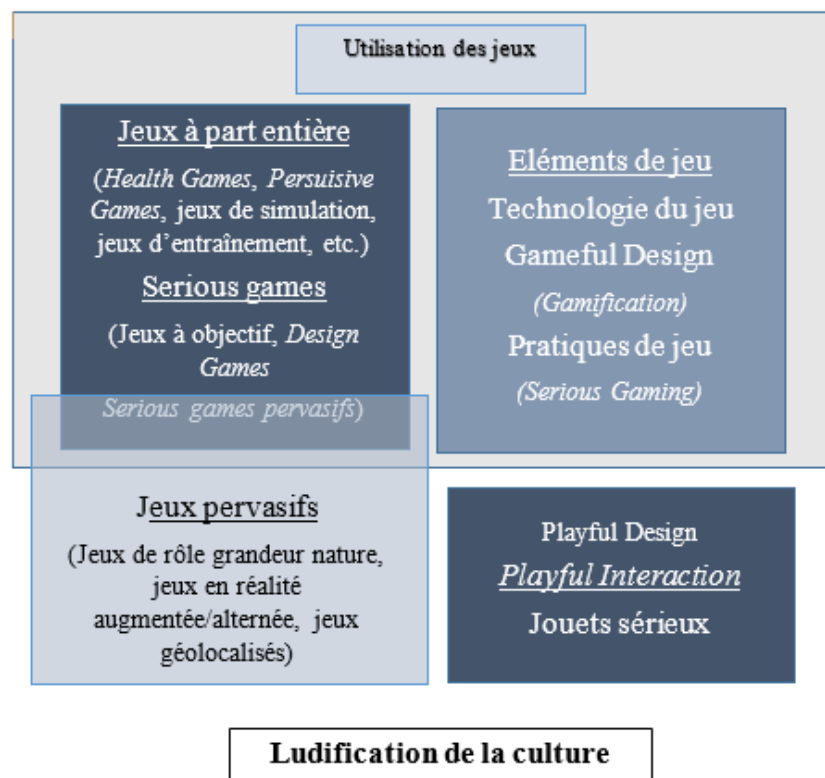 Utilisation des jeux
Jeux à part entière
(Health Games, Persuisive
Games, jeux de simulation,
jeux d'entraînement, etc.)
Serious games
(Jeux à objectif, Design
Games
Serious games pervasifs)
Eléments de jeu
Technologie du jeu
Gameful Design
(Gamification)
Pratiques de jeu
(Serious Gaming)
Jeux pervasifs
(Jeux de rôle grandeur nature,
jeux en réalité
augmentée/alternée, jeux
géolocalisés)
Playful Design
Playful Interaction
Jouets sérieux
Ludification de la culture